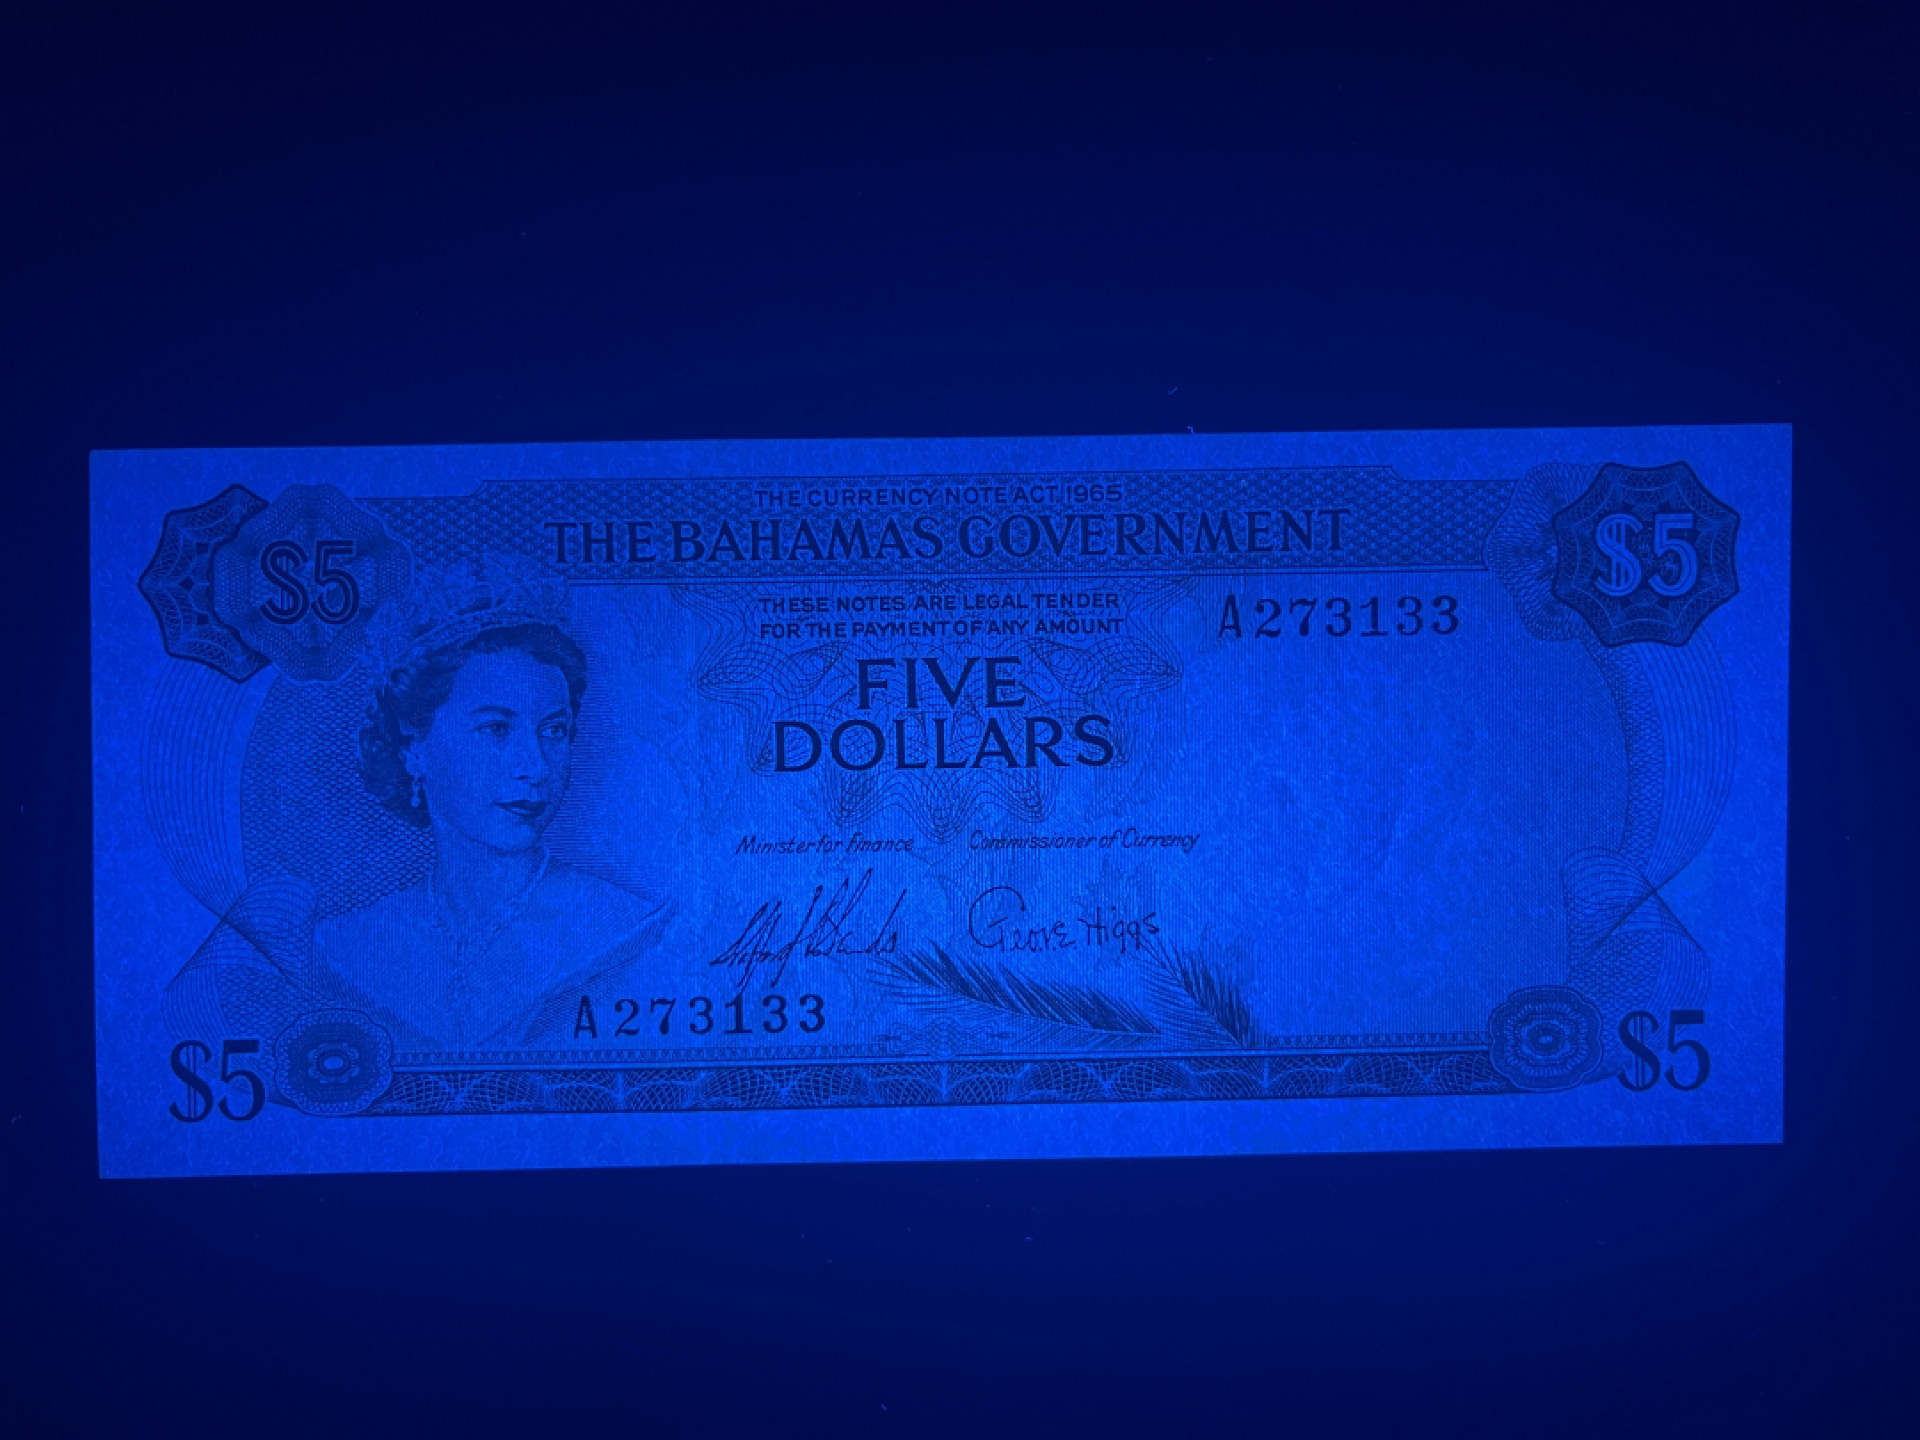 THE CURRENCY NOTE ACT 1965
THE BAHAMAS GOVERNMENT
$5
$5
THESE NOTES ARE LEGAL TENDER
FOR THE PAYMENT OF ANY AMOUNT
A273133
FIVE
DOLLARS
Minister for Finance
Commissioner of Currency
George Higgs
A273133
$5
$5